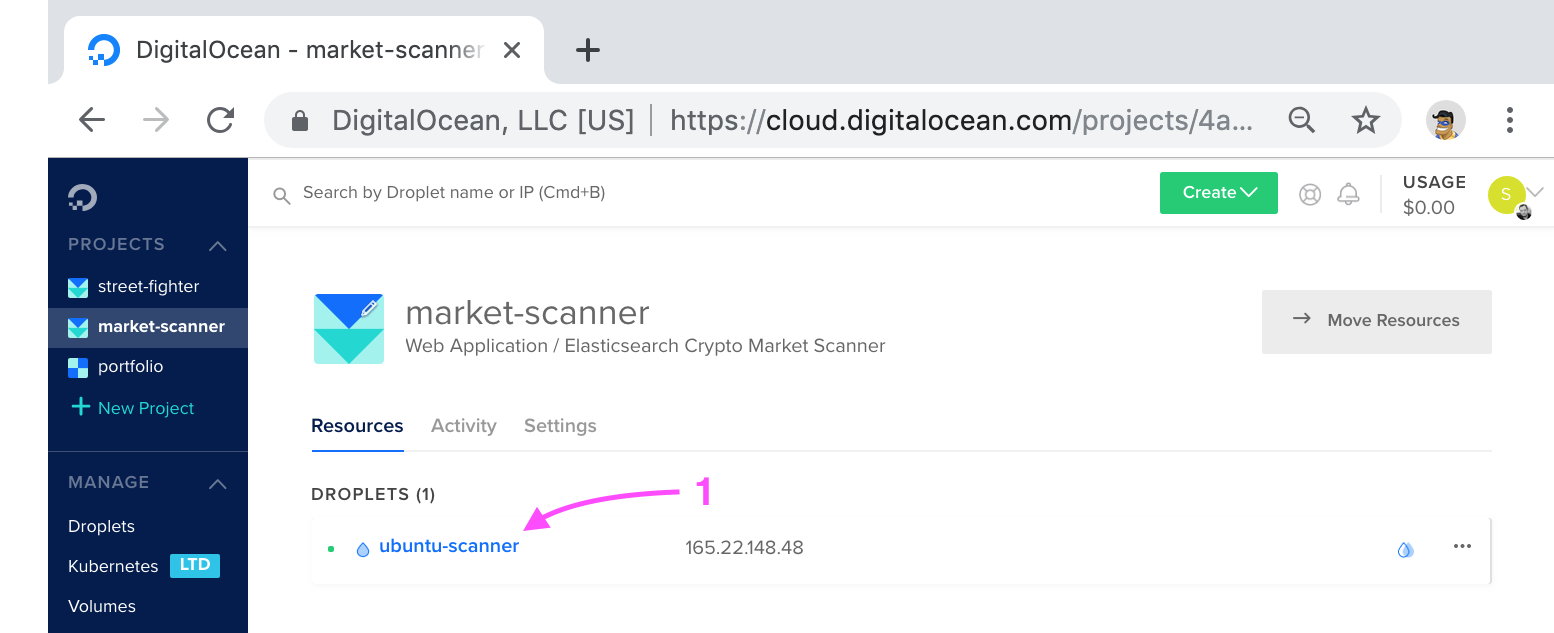 DigitalOcean - market-scanner
DigitalOcean, LLC [US] | https://cloud.digitalocean.com/projects/4a...
Search by Droplet name or IP (Cmd+B)
Create
USAGE
$0.00
S
PROJECTS
street-fighter
market-scanner
portfolio
+ New Project
MANAGE
Droplets
Kubernetes LTD
Volumes
market-scanner
Web Application / Elasticsearch Crypto Market Scanner
→ Move Resources
Resources Activity Settings
DROPLETS (1)
1
ubuntu-scanner 165.22.148.48